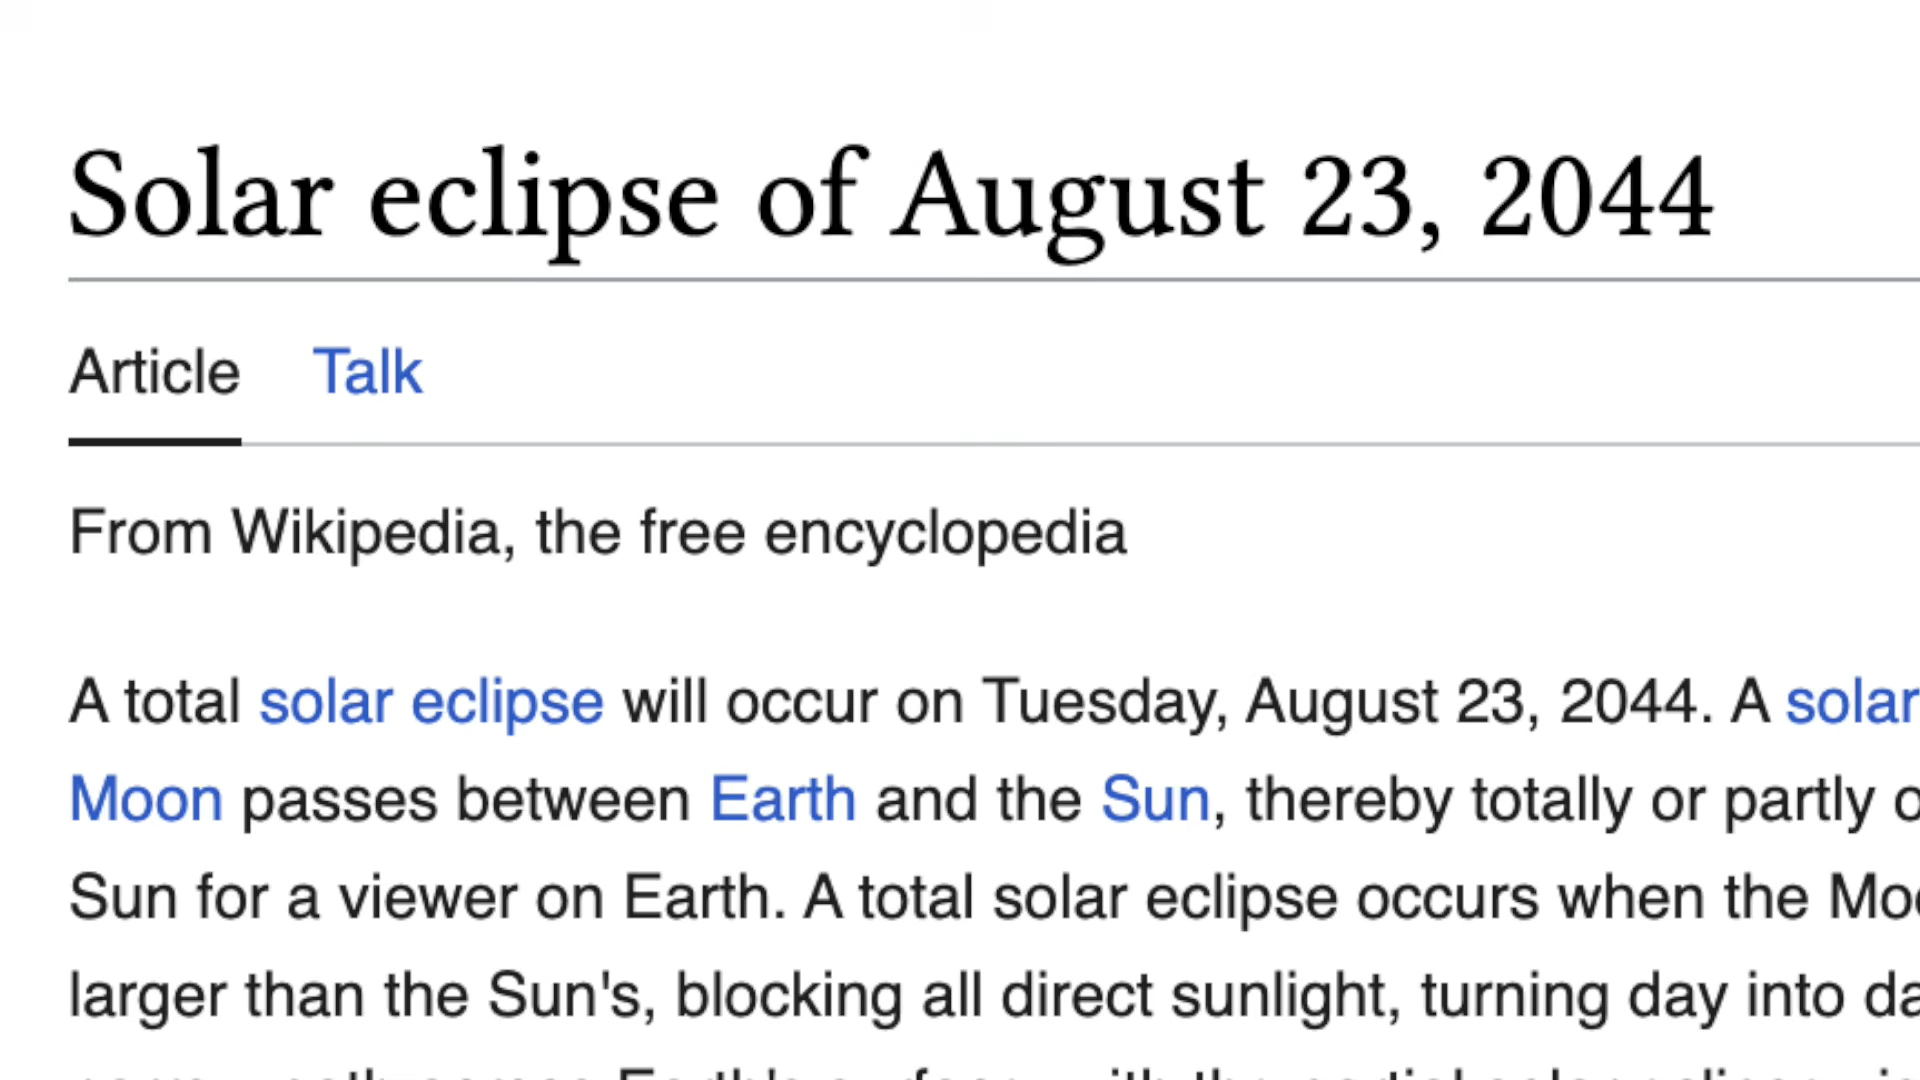 Solar eclipse of August 23, 2044
Article Talk
From Wikipedia, the free encyclopedia
A total solar eclipse will occur on Tuesday, August 23, 2044. A solar
Moon passes between Earth and the Sun, thereby totally or partly
Sun for a viewer on Earth. A total solar eclipse occurs when the
larger than the Sun's, blocking all direct sunlight, turning day into